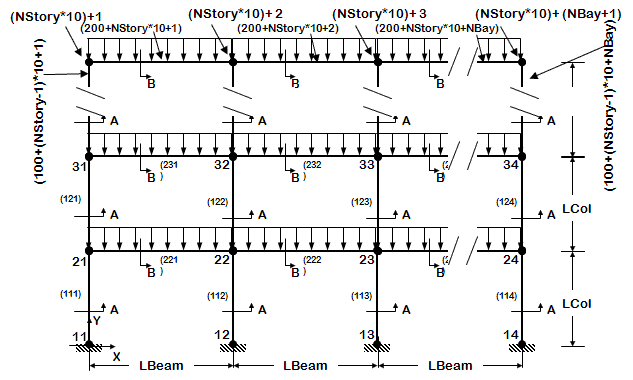 (NStory*10)+1
(NStory*10)+2
(NStory*10)+3
(NStory*10)+(NBay+1)
(200+NStory*10+1)
(200+NStory*10+2)
(200+NStory*10+NBay)
(100+(NStory-1)*10+1)
(100+(NStory-1)*10+NBay)
B
B
B
A
A
A
A
31
32
33
34
(231
)
(232
)
(2
B
B
B
(121)
(122)
(123)
(124)
A
A
A
A
LCol
21
22
23
24
(221
)
(222
)
B
B
B
(111)
(112)
(113)
(114)
A
A
A
A
LCol
Y
11
12
13
14
X
LBeam
LBeam
LBeam